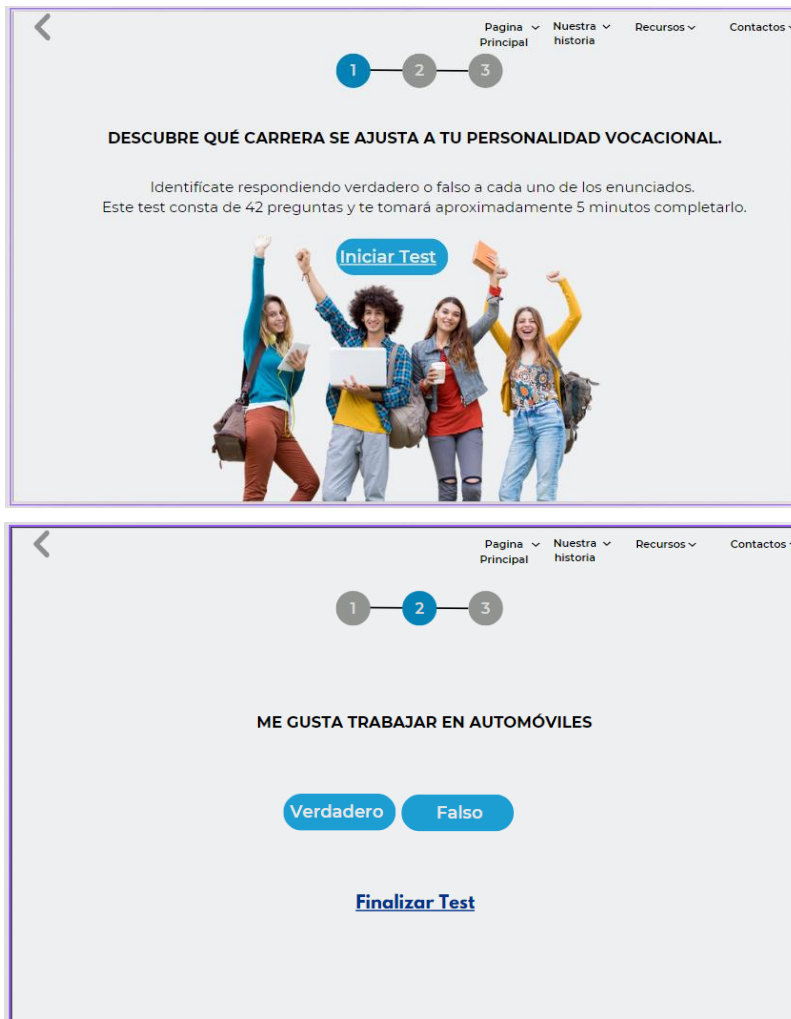 Pagina Nuestra Recursos Contactos
Principal historia
1 2 3
DESCUBRE QUÉ CARRERA SE AJUSTA A TU PERSONALIDAD VOCACIONAL.
Identifícate respondiendo verdadero o falso a cada uno de los enunciados.
Este test consta de 42 preguntas y te tomará aproximadamente 5 minutos completarlo.
Iniciar Test
Pagina Nuestra Recursos Contactos
Principal historia
1 2 3
ME GUSTA TRABAJAR EN AUTOMÓVILES
Verdadero Falso
Finalizar Test